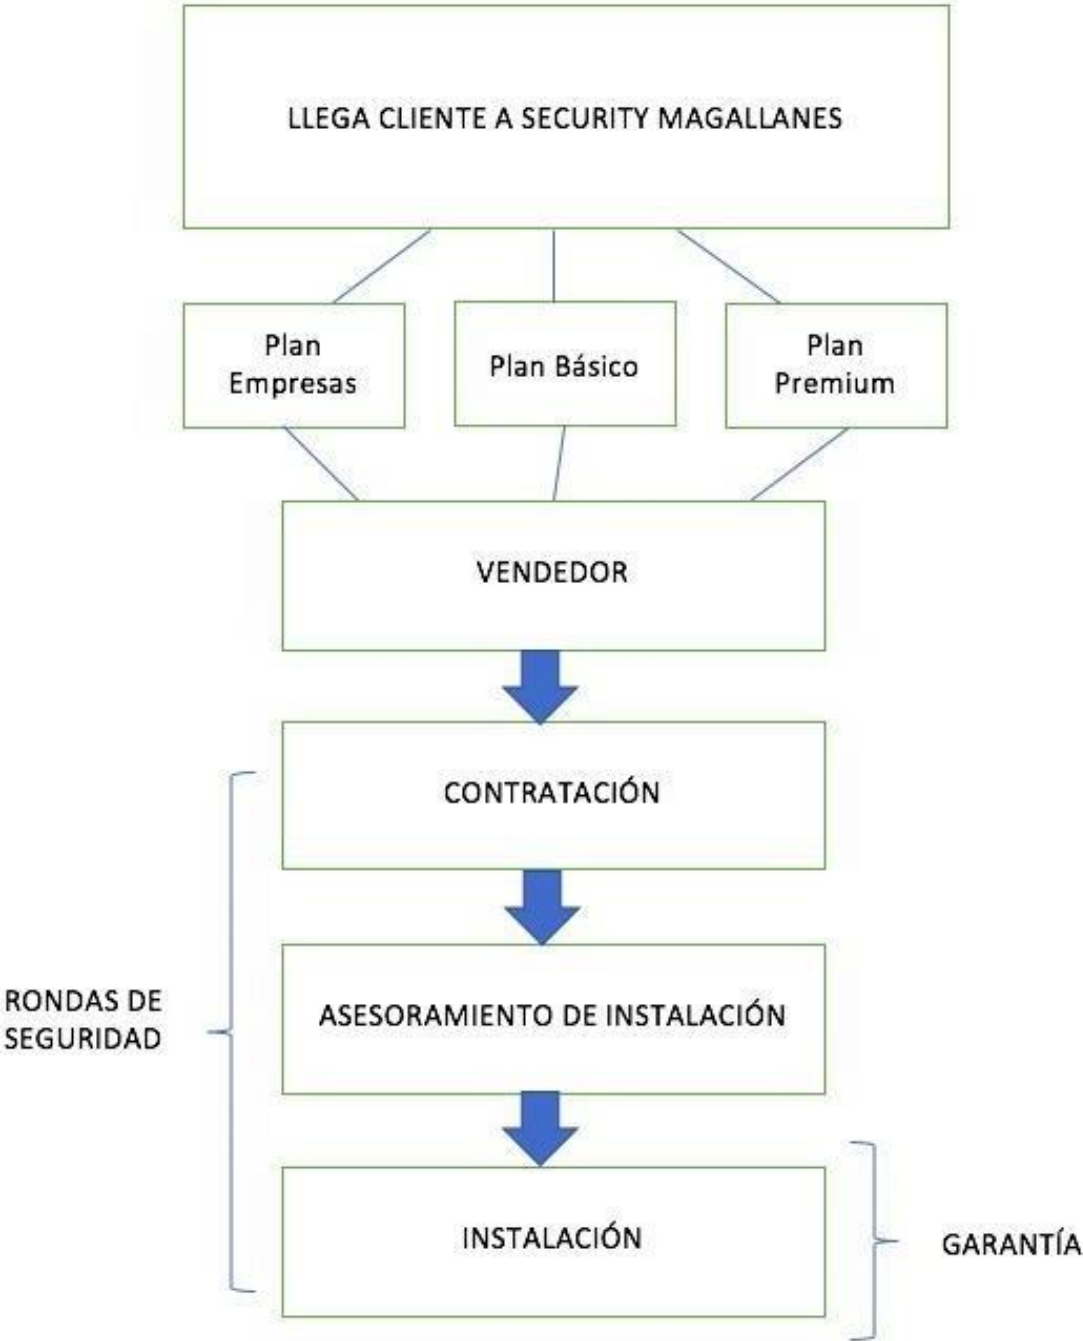 LLEGA CLIENTE A SECURITY MAGALLANES
Plan
Empresas
Plan Básico
Plan
Premium
VENDEDOR
CONTRATACIÓN
RONDAS DE
SEGURIDAD
ASESORAMIENTO DE INSTALACIÓN
INSTALACIÓN
GARANTÍA